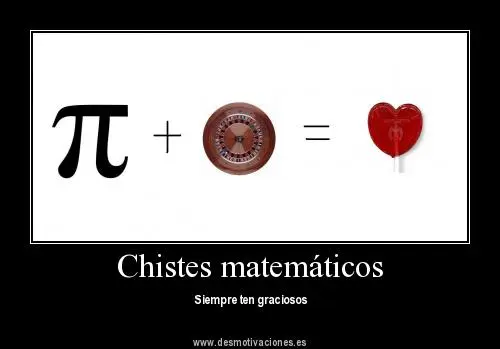 π + =
Chistes matemáticos
Siempre ten graciosos
www.desmotivaciones.es